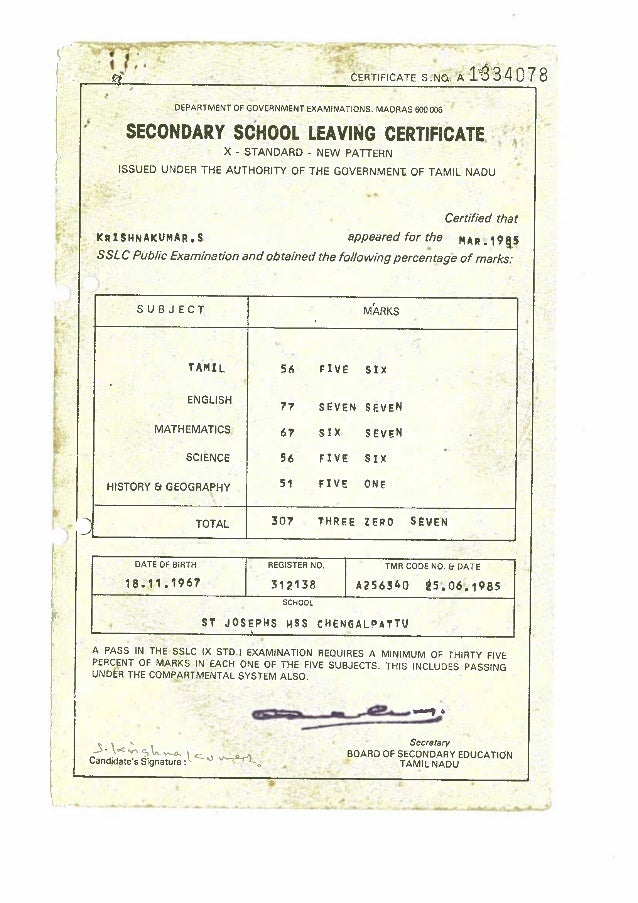 CERTIFICATE S.NO. A 1334078
DEPARTMENT OF GOVERNMENT EXAMINATIONS. MADRAS 600 006
SECONDARY SCHOOL LEAVING CERTIFICATE
X - STANDARD - NEW PATTERN
ISSUED UNDER THE AUTHORITY OF THE GOVERNMENT OF TAMIL NADU
Certified that
KRISHNAKUMAR.S appeared for the MAR.1985
SSLC Public Examination and obtained the following percentage of marks:
SUBJECT MARKS
TAMIL 56 FIVE SIX
ENGLISH 77 SEVEN SEVEN
MATHEMATICS 67 SIX SEVEN
SCIENCE 56 FIVE SIX
HISTORY & GEOGRAPHY 51 FIVE ONE
TOTAL 307 THREE ZERO SEVEN
DATE OF BIRTH REGISTER NO. TMR CODE NO. & DATE
18.11.1967 312138 A256340 25.06.1985
SCHOOL
ST JOSEPHS HSS CHENGALPATTU
A PASS IN THE SSLC (X STD.) EXAMINATION REQUIRES A MINIMUM OF THIRTY FIVE
PERCENT OF MARKS IN EACH ONE OF THE FIVE SUBJECTS. THIS INCLUDES PASSING
UNDER THE COMPARTMENTAL SYSTEM ALSO.
S. Krishna Kumar.
Candidate's Signature:
Secretary
BOARD OF SECONDARY EDUCATION
TAMIL NADU